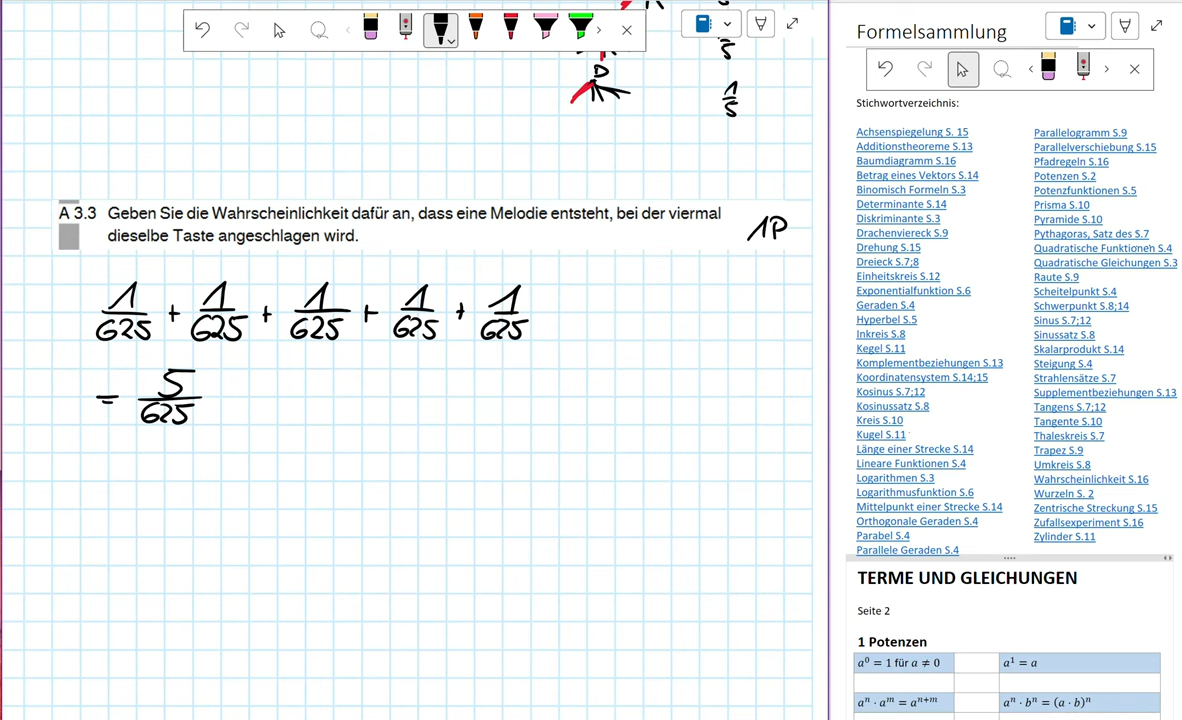 D
5
1
5
A 3.3 Geben Sie die Wahrscheinlichkeit dafür an, dass eine Melodie entsteht, bei der viermal
dieselbe Taste angeschlagen wird.
1P
1/625 + 1/625 + 1/625 + 1/625 + 1/625
= 5/625
Formelsammlung
Stichwortverzeichnis:
Achsenspiegelung S. 15
Additionstheoreme S.13
Baumdiagramm S.16
Betrag eines Vektors S.14
Binomisch Formeln S.3
Determinante S.14
Diskriminante S.3
Drachenviereck S.9
Drehung S.15
Dreieck S.7;8
Einheitskreis S.12
Exponentialfunktion S.6
Geraden S.4
Hyperbel S.5
Inkreis S.8
Kegel S.11
Komplementbeziehungen S.13
Koordinatensystem S.14;15
Kosinus S.7;12
Kosinussatz S.8
Kreis S.10
Kugel S.11
Länge einer Strecke S.14
Lineare Funktionen S.4
Logarithmen S.3
Logarithmusfunktion S.6
Mittelpunkt einer Strecke S.14
Orthogonale Geraden S.4
Parabel S.4
Parallele Geraden S.4
Parallelogramm S.9
Parallelverschiebung S.15
Pfadregeln S.16
Potenzen S.2
Potenzfunktionen S.5
Prisma S.10
Pyramide S.10
Pythagoras, Satz des S.7
Quadratische Funktionen S.4
Quadratische Gleichungen S.3
Raute S.9
Scheitelpunkt S.4
Schwerpunkt S.8;14
Sinus S.7;12
Sinussatz S.8
Skalarprodukt S.14
Steigung S.4
Strahlensätze S.7
Supplementbeziehungen S.13
Tangens S.7;12
Tangente S.10
Thaleskreis S.7
Trapez S.9
Umkreis S.8
Wahrscheinlichkeit S.16
Wurzeln S. 2
Zentrische Streckung S.15
Zufallsexperiment S.16
Zylinder S.11
TERME UND GLEICHUNGEN
Seite 2
1 Potenzen
a⁰ = 1 für a ≠ 0 a¹ = a
aⁿ · aᵐ = aⁿ⁺ᵐ aⁿ · bⁿ = (a · b)ⁿ